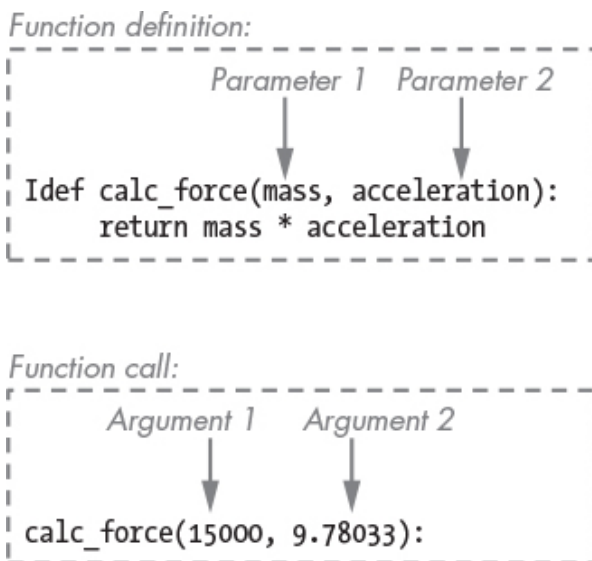 Function definition:
Parameter 1 Parameter 2
Idef calc_force(mass, acceleration):
return mass * acceleration
Function call:
Argument 1 Argument 2
calc_force(15000, 9.78033):